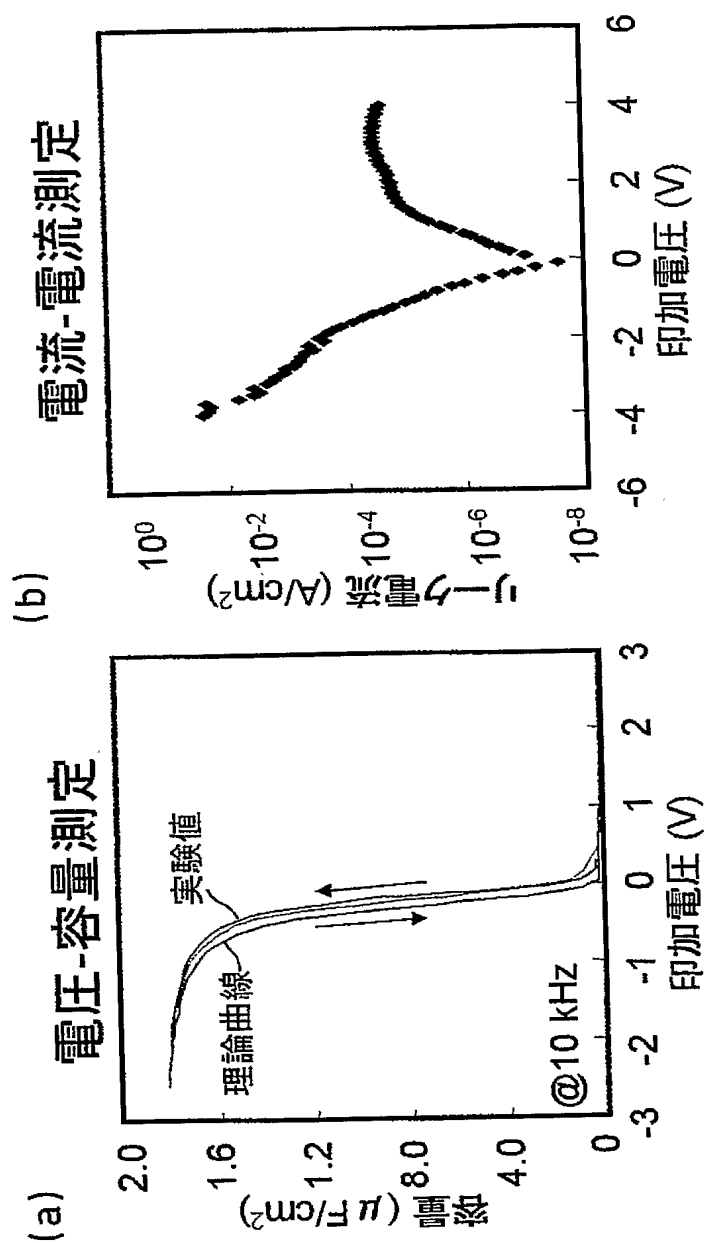 (a)
電圧-容量測定
2.0
1.6
1.2
8.0
4.0
0
容量 (μF/cm²)
実験値
理論曲線
@10 kHz
-3
-2
-1
0
1
2
3
印加電圧 (V)
(b)
電流-電流測定
10⁰
10⁻²
10⁻⁴
10⁻⁶
10⁻⁸
リーク電流 (A/cm²)
-6
-4
-2
0
2
4
6
印加電圧 (V)